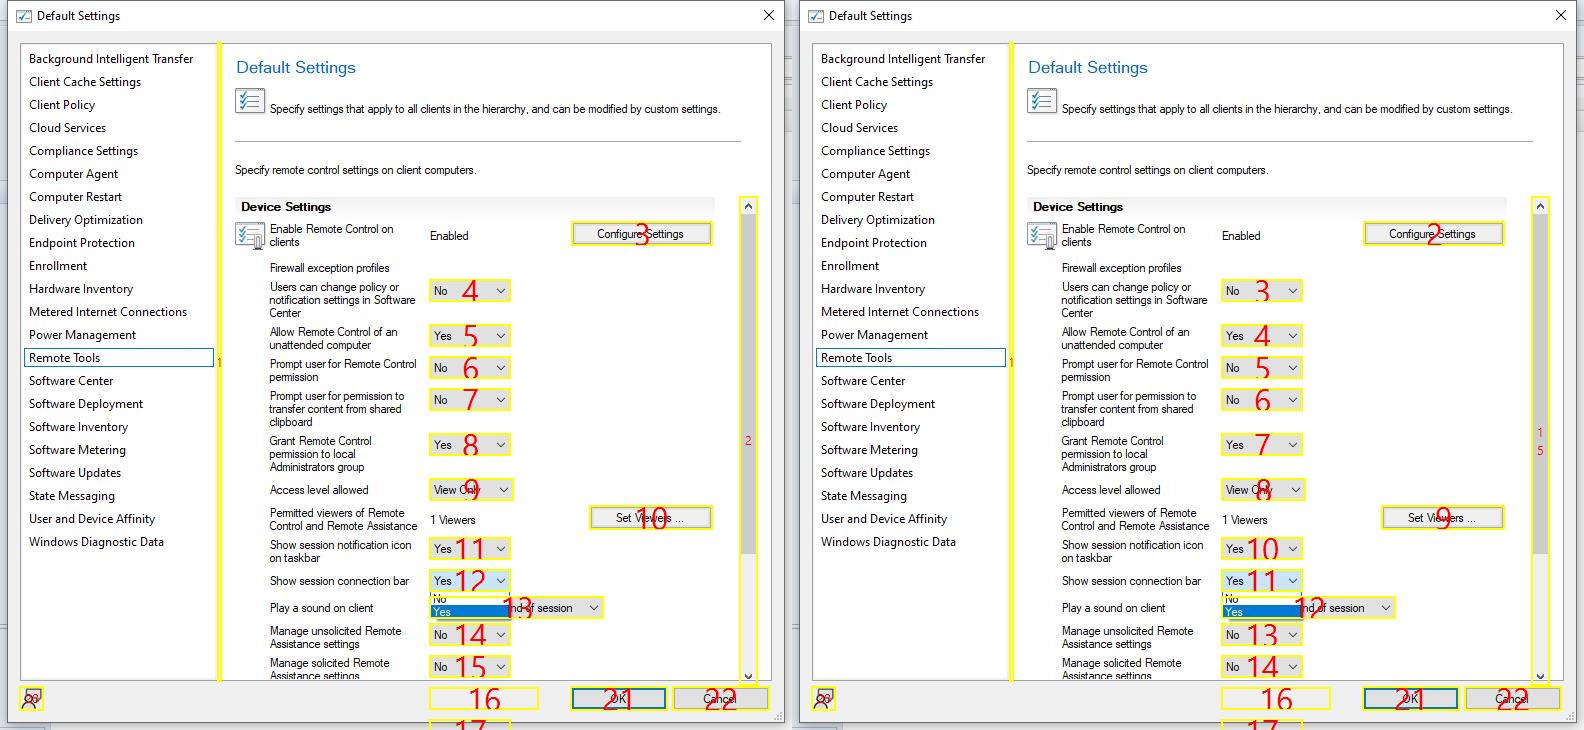 Default Settings
Background Intelligent Transfer
Client Cache Settings
Client Policy
Cloud Services
Compliance Settings
Computer Agent
Computer Restart
Delivery Optimization
Endpoint Protection
Enrollment
Hardware Inventory
Metered Internet Connections
Power Management
Remote Tools
Software Center
Software Deployment
Software Inventory
Software Metering
Software Updates
State Messaging
User and Device Affinity
Windows Diagnostic Data
1
Default Settings
Specify settings that apply to all clients in the hierarchy, and can be modified by custom settings.
Specify remote control settings on client computers.
Device Settings
Enable Remote Control on
clients
Enabled
Configure Settings
3
Firewall exception profiles
Users can change policy or
notification settings in Software
Center
No 4
Allow Remote Control of an
unattended computer
Yes 5
Prompt user for Remote Control
permission
No 6
Prompt user for permission to
transfer content from shared
clipboard
No 7
Grant Remote Control
permission to local
Administrators group
Yes 8
2
Access level allowed
View Only 9
Permitted viewers of Remote
Control and Remote Assistance
1 Viewers
Set Viewers ... 10
Show session notification icon
on taskbar
Yes 11
Show session connection bar
Yes 12
No
Yes
Play a sound on client
13 nd of session
Manage unsolicited Remote
Assistance settings
No 14
Manage solicited Remote
Assistance settings
No 15
16
OK 21
Cancel 22
17
Default Settings
Background Intelligent Transfer
Client Cache Settings
Client Policy
Cloud Services
Compliance Settings
Computer Agent
Computer Restart
Delivery Optimization
Endpoint Protection
Enrollment
Hardware Inventory
Metered Internet Connections
Power Management
Remote Tools
Software Center
Software Deployment
Software Inventory
Software Metering
Software Updates
State Messaging
User and Device Affinity
Windows Diagnostic Data
1
Default Settings
Specify settings that apply to all clients in the hierarchy, and can be modified by custom settings.
Specify remote control settings on client computers.
Device Settings
Enable Remote Control on
clients
Enabled
Configure Settings
2
Firewall exception profiles
Users can change policy or
notification settings in Software
Center
No 3
Allow Remote Control of an
unattended computer
Yes 4
Prompt user for Remote Control
permission
No 5
Prompt user for permission to
transfer content from shared
clipboard
No 6
Grant Remote Control
permission to local
Administrators group
Yes 7
1
5
Access level allowed
View Only 8
Permitted viewers of Remote
Control and Remote Assistance
1 Viewers
Set Viewers ... 9
Show session notification icon
on taskbar
Yes 10
Show session connection bar
Yes 11
No
Yes
Play a sound on client
12 nd of session
Manage unsolicited Remote
Assistance settings
No 13
Manage solicited Remote
Assistance settings
No 14
16
OK 21
Cancel 22
17